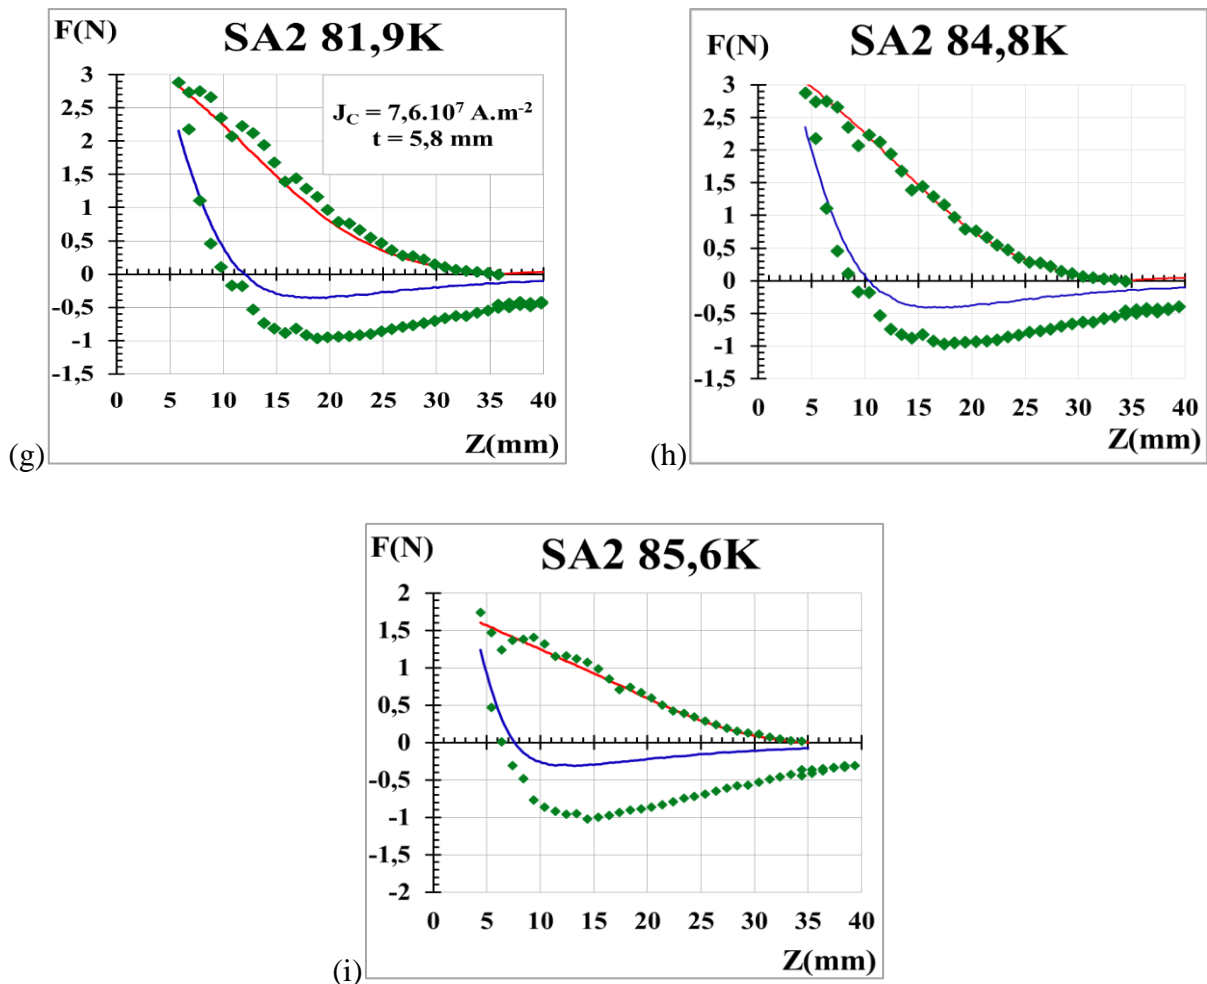 F(N)
SA2 81,9K
3
2,5
2
1,5
1
0,5
0
-0,5
-1
-1,5
J_C = 7,6.10⁷ A.m⁻²
t = 5,8 mm
0 5 10 15 20 25 30 35 40
Z(mm)
(g)
F(N)
SA2 84,8K
3
2,5
2
1,5
1
0,5
0
-0,5
-1
-1,5
0 5 10 15 20 25 30 35 40
Z(mm)
(h)
F(N)
SA2 85,6K
2
1,5
1
0,5
0
-0,5
-1
-1,5
-2
0 5 10 15 20 25 30 35 40
Z(mm)
(i)